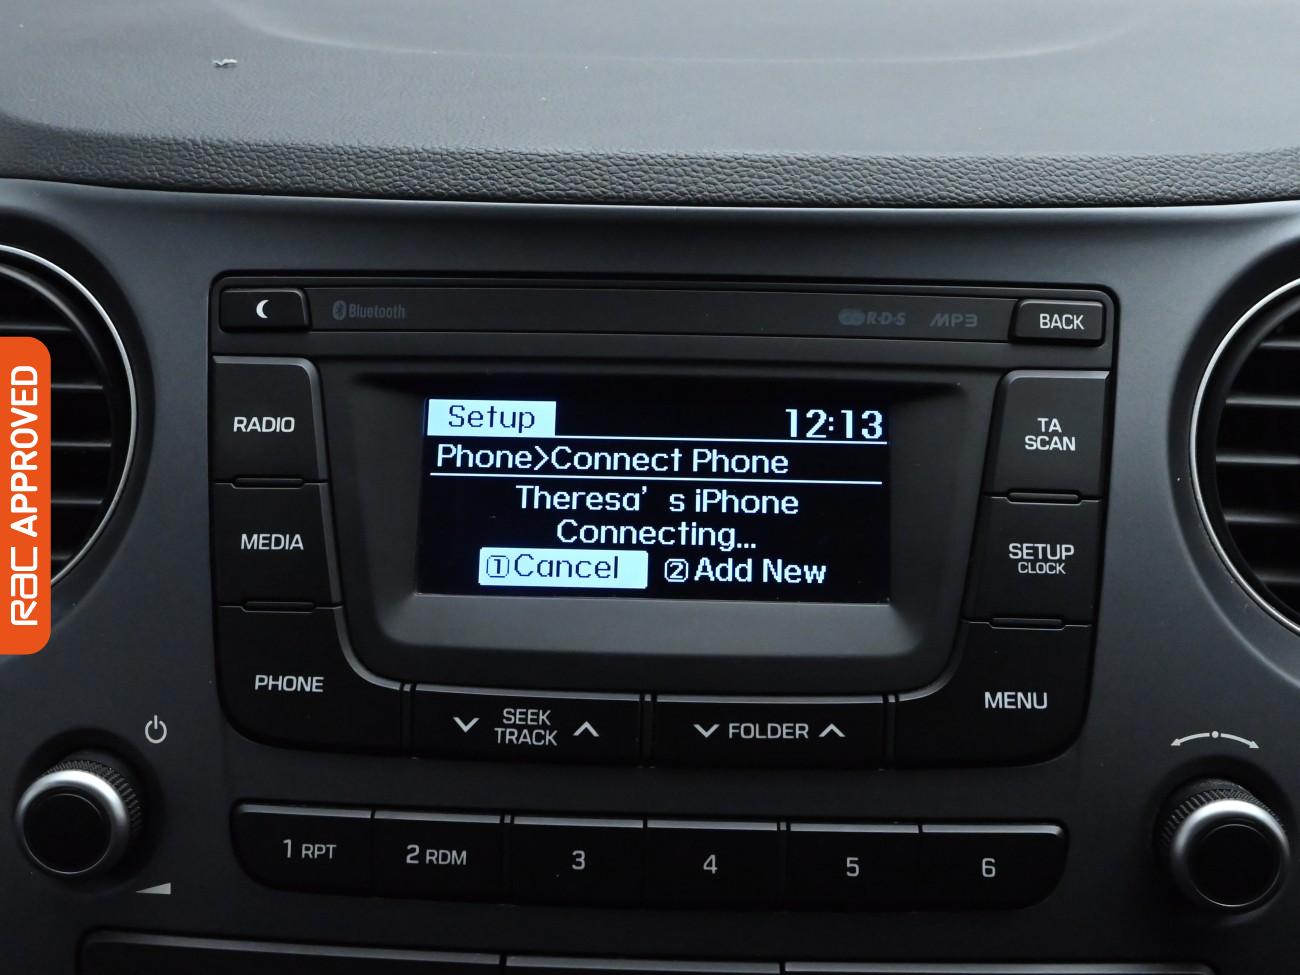 Bluetooth
R·D·S
MP3
BACK
RADIO
MEDIA
PHONE
Setup
12:13
Phone>Connect Phone
Theresa' s iPhone
Connecting...
①Cancel
②Add New
TA
SCAN
SETUP
CLOCK
MENU
SEEK
TRACK
FOLDER
1 RPT
2 RDM
3
4
5
6
RAC APPROVED